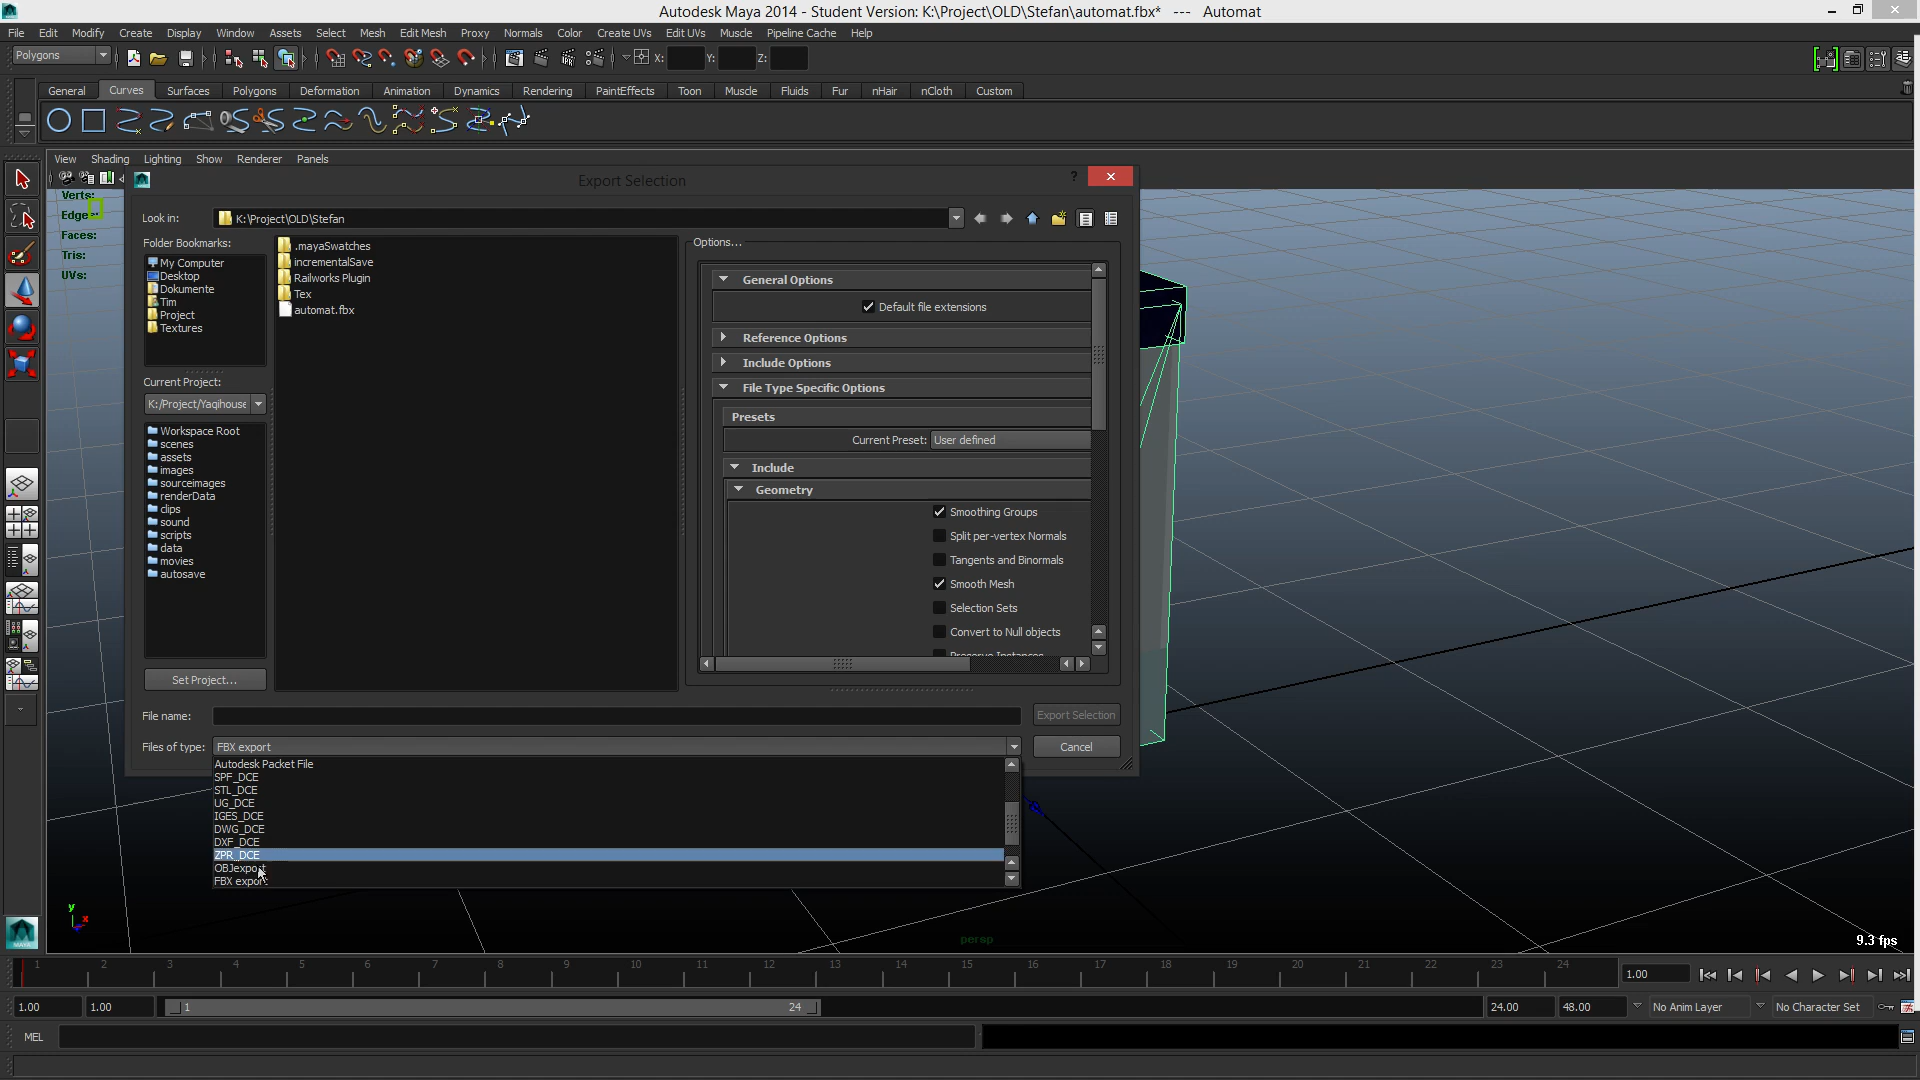 Autodesk Maya 2014 - Student Version: K:\Project\OLD\Stefan\automat.fbx* --- Automat
File Edit Modify Create Display Window Assets Select Mesh Edit Mesh Proxy Normals Color Create UVs Edit UVs Muscle Pipeline Cache Help
Polygons X: Y: Z:
General Curves Surfaces Polygons Deformation Animation Dynamics Rendering PaintEffects Toon Muscle Fluids Fur nHair nCloth Custom
View Shading Lighting Show Renderer Panels
Export Selection ?
Verts:
Edges:
Faces:
Tris:
UVs:
Look in: K:\Project\OLD\Stefan
Folder Bookmarks:
My Computer
Desktop
Dokumente
Tim
Project
Textures
Current Project:
K:/Project/Yaqihouse
Workspace Root
scenes
assets
images
sourceimages
renderData
clips
sound
scripts
data
movies
autosave
Set Project...
.mayaSwatches
incrementalSave
Railworks Plugin
Tex
automat.fbx
Options...
General Options
Default file extensions
Reference Options
Include Options
File Type Specific Options
Presets
Current Preset: User defined
Include
Geometry
Smoothing Groups
Split per-vertex Normals
Tangents and Binormals
Smooth Mesh
Selection Sets
Convert to Null objects
Preserve Instances
File name: Export Selection
Files of type: FBX export Cancel
Autodesk Packet File
SPF_DCE
STL_DCE
UG_DCE
IGES_DCE
DWG_DCE
DXF_DCE
ZPR_DCE
OBJexport
FBX export
y
x
persp
9.3 fps
1 2 3 4 5 6 7 8 9 10 11 12 13 14 15 16 17 18 19 20 21 22 23 24 1.00
1.00 1.00 1 24 24.00 48.00 No Anim Layer No Character Set
MEL